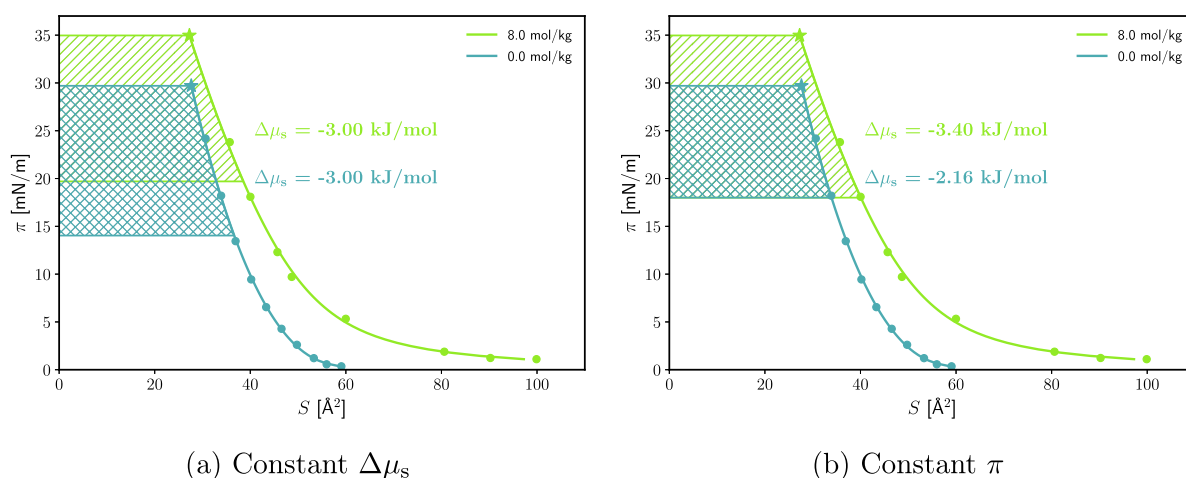 35
30
25
20
15
10
5
0
π [mN/m]
8.0 mol/kg
0.0 mol/kg
Δμs = -3.00 kJ/mol
Δμs = -3.00 kJ/mol
0 20 40 60 80 100
S [Å²]
(a) Constant Δμs
35
30
25
20
15
10
5
0
π [mN/m]
8.0 mol/kg
0.0 mol/kg
Δμs = -3.40 kJ/mol
Δμs = -2.16 kJ/mol
0 20 40 60 80 100
S [Å²]
(b) Constant π